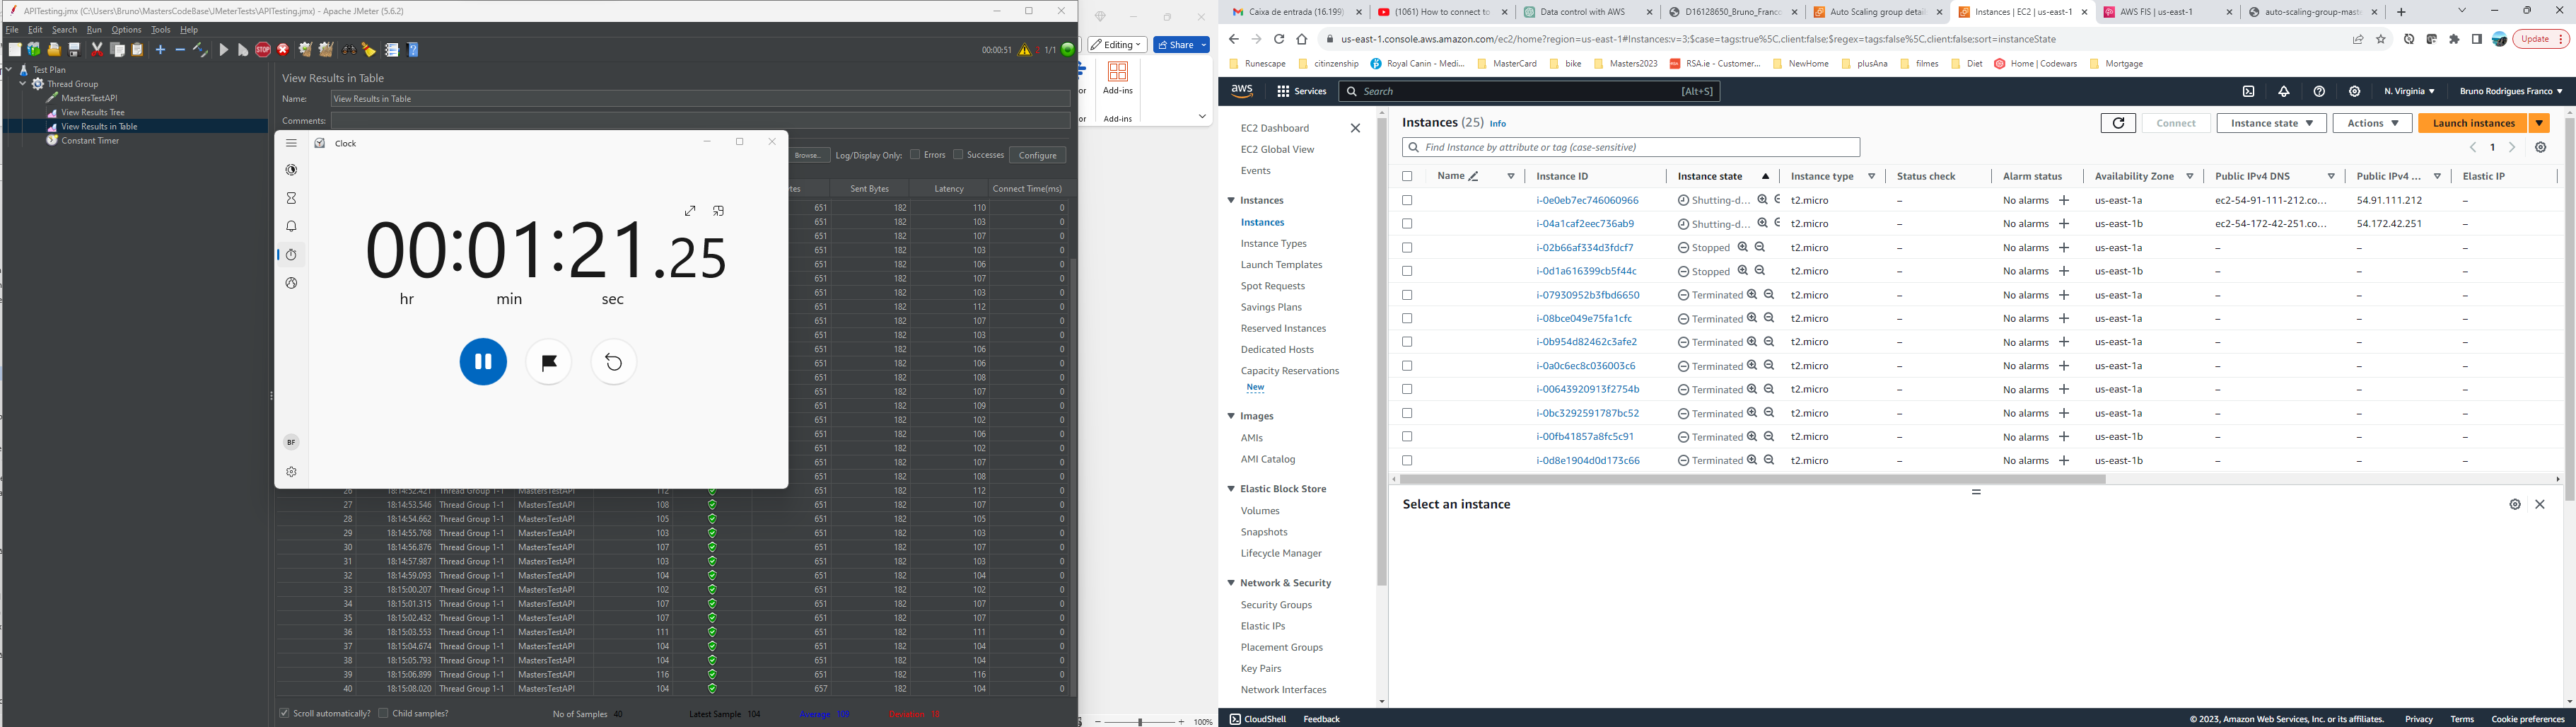 APITesting.jmx (C:\Users\Bruno\MastersCodeBase\JMeterTests\APITesting.jmx) - Apache JMeter (5.6.2)
File Edit Search Run Options Tools Help
00:00:51 2 1/1
Test Plan
Thread Group
MastersTestAPI
View Results Tree
View Results in Table
Constant Timer
View Results in Table
Name: View Results in Table
Comments:
Browse... Log/Display Only: Errors Successes Configure
Sent Bytes Latency Connect Time(ms)
651 182 110 0
651 182 103 0
651 182 107 0
651 182 103 0
651 182 106 0
651 182 107 0
651 182 103 0
651 182 112 0
651 182 107 0
651 182 103 0
651 182 106 0
651 182 106 0
651 182 108 0
651 182 107 0
651 182 109 0
651 182 102 0
651 182 106 0
651 182 102 0
651 182 107 0
651 182 108 0
26 18:14:52.421 Thread Group 1-1 MastersTestAPI 112 651 182 112 0
27 18:14:53.546 Thread Group 1-1 MastersTestAPI 108 651 182 107 0
28 18:14:54.662 Thread Group 1-1 MastersTestAPI 105 651 182 105 0
29 18:14:55.768 Thread Group 1-1 MastersTestAPI 103 651 182 103 0
30 18:14:56.876 Thread Group 1-1 MastersTestAPI 107 651 182 107 0
31 18:14:57.987 Thread Group 1-1 MastersTestAPI 103 651 182 103 0
32 18:14:59.093 Thread Group 1-1 MastersTestAPI 104 651 182 104 0
33 18:15:00.207 Thread Group 1-1 MastersTestAPI 102 651 182 102 0
34 18:15:01.315 Thread Group 1-1 MastersTestAPI 107 651 182 107 0
35 18:15:02.432 Thread Group 1-1 MastersTestAPI 107 651 182 107 0
36 18:15:03.553 Thread Group 1-1 MastersTestAPI 111 651 182 111 0
37 18:15:04.674 Thread Group 1-1 MastersTestAPI 104 651 182 104 0
38 18:15:05.793 Thread Group 1-1 MastersTestAPI 104 651 182 104 0
39 18:15:06.899 Thread Group 1-1 MastersTestAPI 116 651 182 116 0
40 18:15:08.020 Thread Group 1-1 MastersTestAPI 104 657 182 104 0
Scroll automatically? Child samples? No of Samples 40 Latest Sample 104 Average 109 Deviation 18
Clock
00:01:21.25
hr min sec
BF
Editing Share
Add-ins
Add-ins
100%
Caixa de entrada (16.199) (1061) How to connect to Data control with AWS D16128650_Bruno_Franco Auto Scaling group detail Instances | EC2 | us-east-1 AWS FIS | us-east-1 auto-scaling-group-maste
us-east-1.console.aws.amazon.com/ec2/home?region=us-east-1#Instances:v=3;$case=tags:true%5C,client:false;$regex=tags:false%5C,client:false;sort=instanceState Update
Runescape citinzenship Royal Canin - Medi... MasterCard bike Masters2023 RSA.ie - Customer... NewHome plusAna filmes Diet Home | Codewars Mortgage
aws Services Search [Alt+S] N. Virginia Bruno Rodrigues Franco
EC2 Dashboard
EC2 Global View
Events
Instances
Instances
Instance Types
Launch Templates
Spot Requests
Savings Plans
Reserved Instances
Dedicated Hosts
Capacity Reservations
New
Images
AMIs
AMI Catalog
Elastic Block Store
Volumes
Snapshots
Lifecycle Manager
Network & Security
Security Groups
Elastic IPs
Placement Groups
Key Pairs
Network Interfaces
Instances (25) Info Connect Instance state Actions Launch instances
Find Instance by attribute or tag (case-sensitive) 1
Name Instance ID Instance state Instance type Status check Alarm status Availability Zone Public IPv4 DNS Public IPv4 ... Elastic IP
i-0e0eb7ec746060966 Shutting-d... t2.micro – No alarms + us-east-1a ec2-54-91-111-212.co... 54.91.111.212 –
i-04a1caf2eec736ab9 Shutting-d... t2.micro – No alarms + us-east-1b ec2-54-172-42-251.co... 54.172.42.251 –
i-02b66af334d3fdcf7 Stopped t2.micro – No alarms + us-east-1a – – –
i-0d1a616399cb5f44c Stopped t2.micro – No alarms + us-east-1b – – –
i-07930952b3fbd6650 Terminated t2.micro – No alarms + us-east-1a – – –
i-08bce049e75fa1cfc Terminated t2.micro – No alarms + us-east-1a – – –
i-0b954d82462c3afe2 Terminated t2.micro – No alarms + us-east-1a – – –
i-0a0c6ec8c036003c6 Terminated t2.micro – No alarms + us-east-1a – – –
i-00643920913f2754b Terminated t2.micro – No alarms + us-east-1a – – –
i-0bc3292591787bc52 Terminated t2.micro – No alarms + us-east-1a – – –
i-00fb41857a8fc5c91 Terminated t2.micro – No alarms + us-east-1b – – –
i-0d8e1904d0d173c66 Terminated t2.micro – No alarms + us-east-1b – – –
Select an instance
CloudShell Feedback © 2023, Amazon Web Services, Inc. or its affiliates. Privacy Terms Cookie preferences